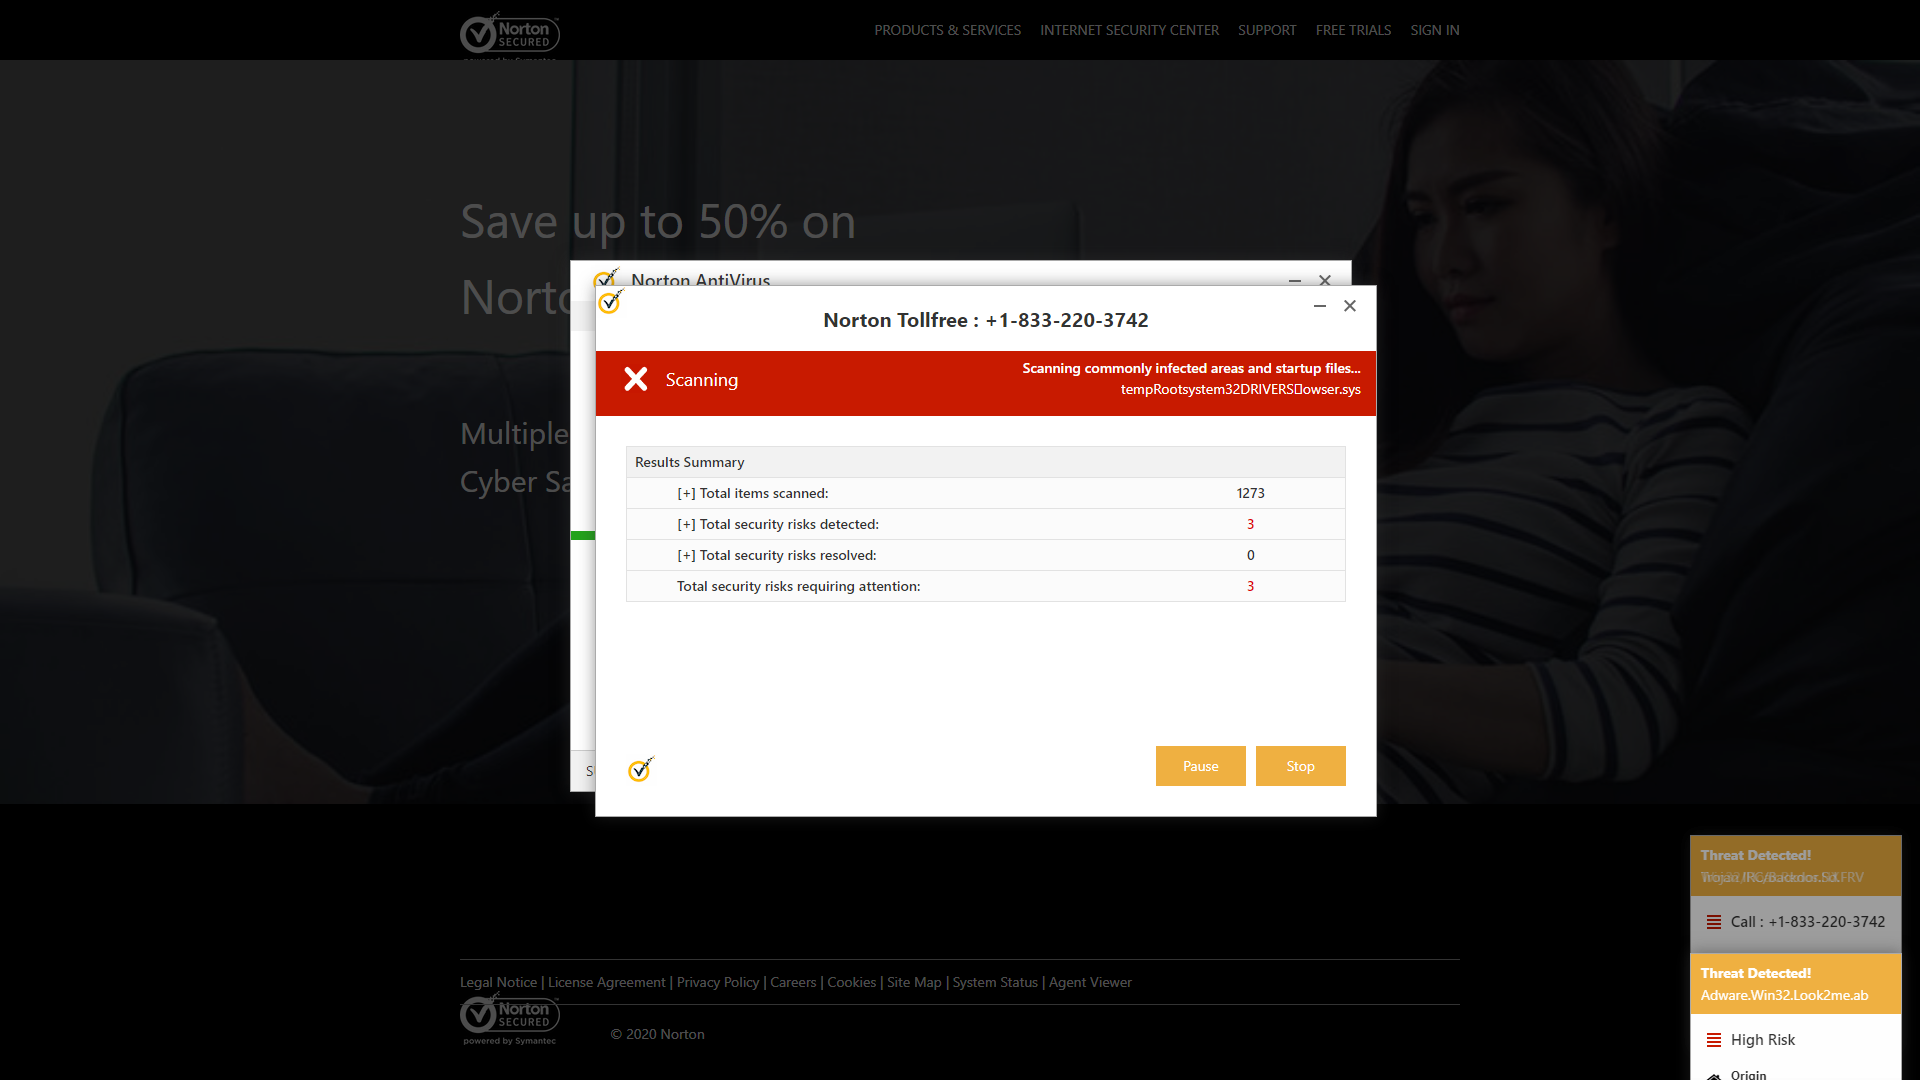 Norton
SECURED
powered by Symantec
PRODUCTS & SERVICES
INTERNET SECURITY CENTER
SUPPORT
FREE TRIALS
SIGN IN
Save up to 50% on
Norto
Multiple
Cyber Sa
Norton AntiVirus
S
Norton Tollfree : +1-833-220-3742
Scanning
Scanning commonly infected areas and startup files...
tempRootsystem32DRIVERS▯owser.sys
Results Summary
[+] Total items scanned: 1273
[+] Total security risks detected: 3
[+] Total security risks resolved: 0
Total security risks requiring attention: 3
Pause
Stop
Threat Detected!
Call : +1-833-220-3742
Threat Detected!
Adware.Win32.Look2me.ab
High Risk
Origin
Legal Notice | License Agreement | Privacy Policy | Careers | Cookies | Site Map | System Status | Agent Viewer
Norton
SECURED
powered by Symantec
© 2020 Norton